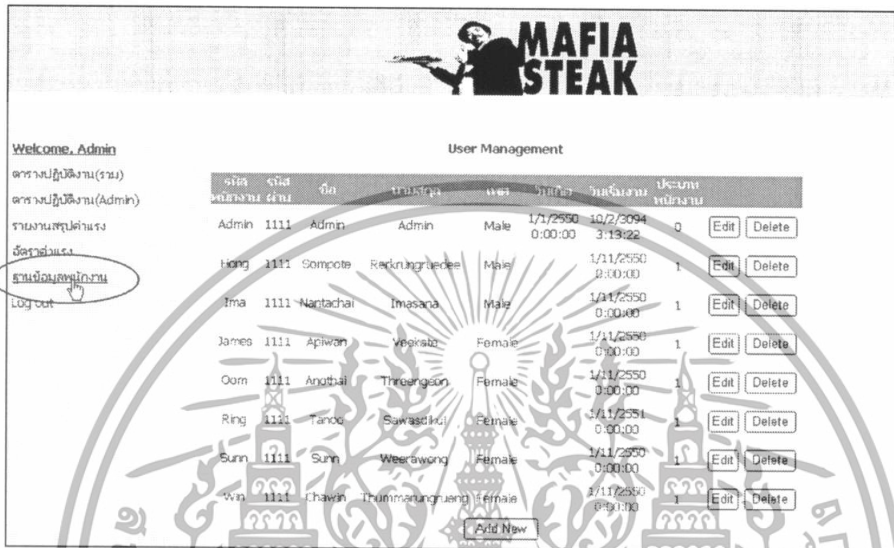 MAFIA
STEAK
Welcome, Admin
ตารางปฏิบัติงาน(รวม)
ตารางปฏิบัติงาน(Admin)
รายงานสรุปค่าแรง
อัตราค่าแรง
ฐานข้อมูลพนักงาน
Log out
User Management
รหัสพนักงาน รหัสผ่าน ชื่อ นามสกุล เพศ วันเกิด วันเริ่มงาน ประเภทพนักงาน
Admin 1111 Admin Admin Male 1/1/2550 0:00:00 10/2/3094 3:13:22 0 Edit Delete
Hong 1111 Sompote Rerkrungruedee Male 1/11/2550 0:00:00 1 Edit Delete
Ima 1111 Nantachai Imasana Male 1/11/2550 0:00:00 1 Edit Delete
James 1111 Apiwan Female 1/11/2550 0:00:00 1 Edit Delete
Oom 1111 Anothai Threengeon Female 1/11/2550 0:00:00 1 Edit Delete
Ring 1111 Tanoo Sawasdikul Female 1/11/2551 0:00:00 1 Edit Delete
Sunn 1111 Sunn Weerawong Female 1/11/2550 0:00:00 1 Edit Delete
Win 1111 Chawin Thummarungrueng Female 1/11/2550 0:00:00 1 Edit Delete
Add New